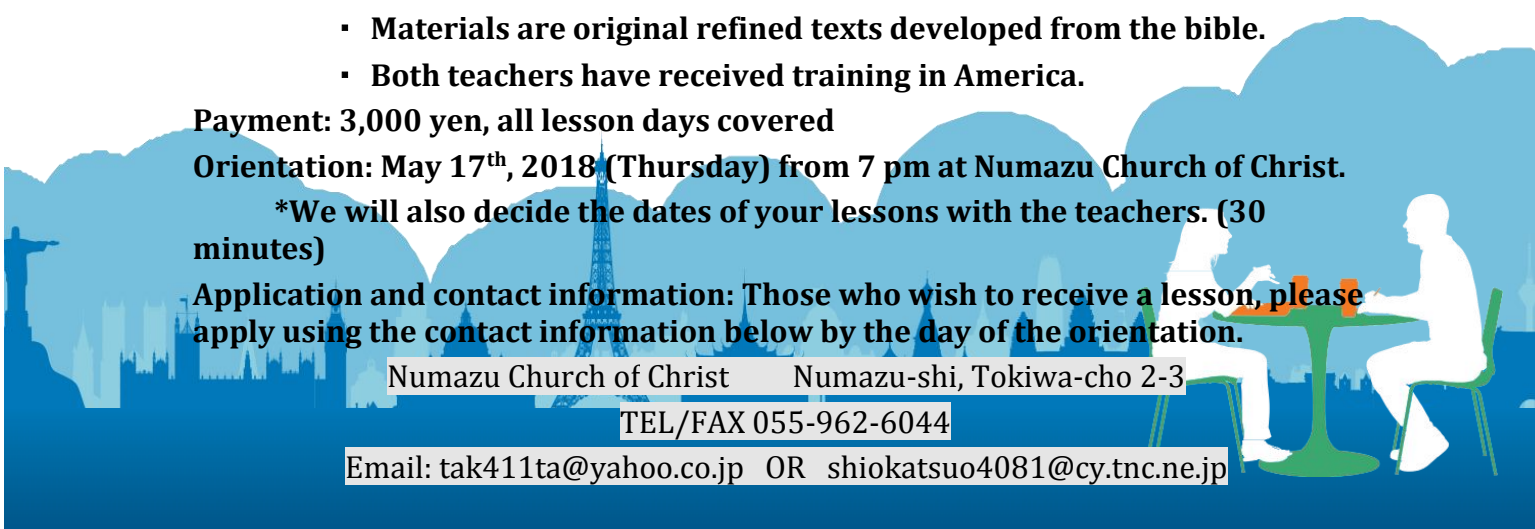 ▪ Materials are original refined texts developed from the bible.
▪ Both teachers have received training in America.
Payment: 3,000 yen, all lesson days covered
Orientation: May 17th, 2018 (Thursday) from 7 pm at Numazu Church of Christ.
*We will also decide the dates of your lessons with the teachers. (30
minutes)
Application and contact information: Those who wish to receive a lesson, please
apply using the contact information below by the day of the orientation.
Numazu Church of Christ Numazu-shi, Tokiwa-cho 2-3
TEL/FAX 055-962-6044
Email: tak411ta@yahoo.co.jp OR shiokatsuo4081@cy.tnc.ne.jp